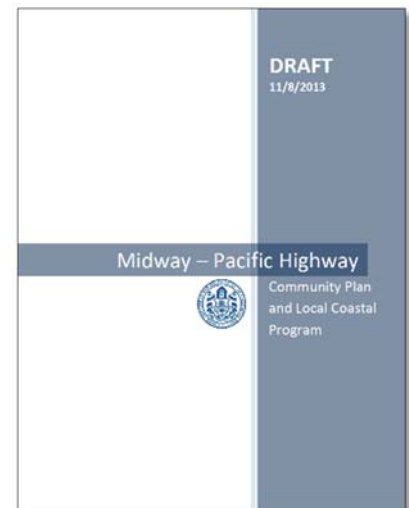 DRAFT
11/8/2013
Midway – Pacific Highway
Community Plan
and Local Coastal
Program